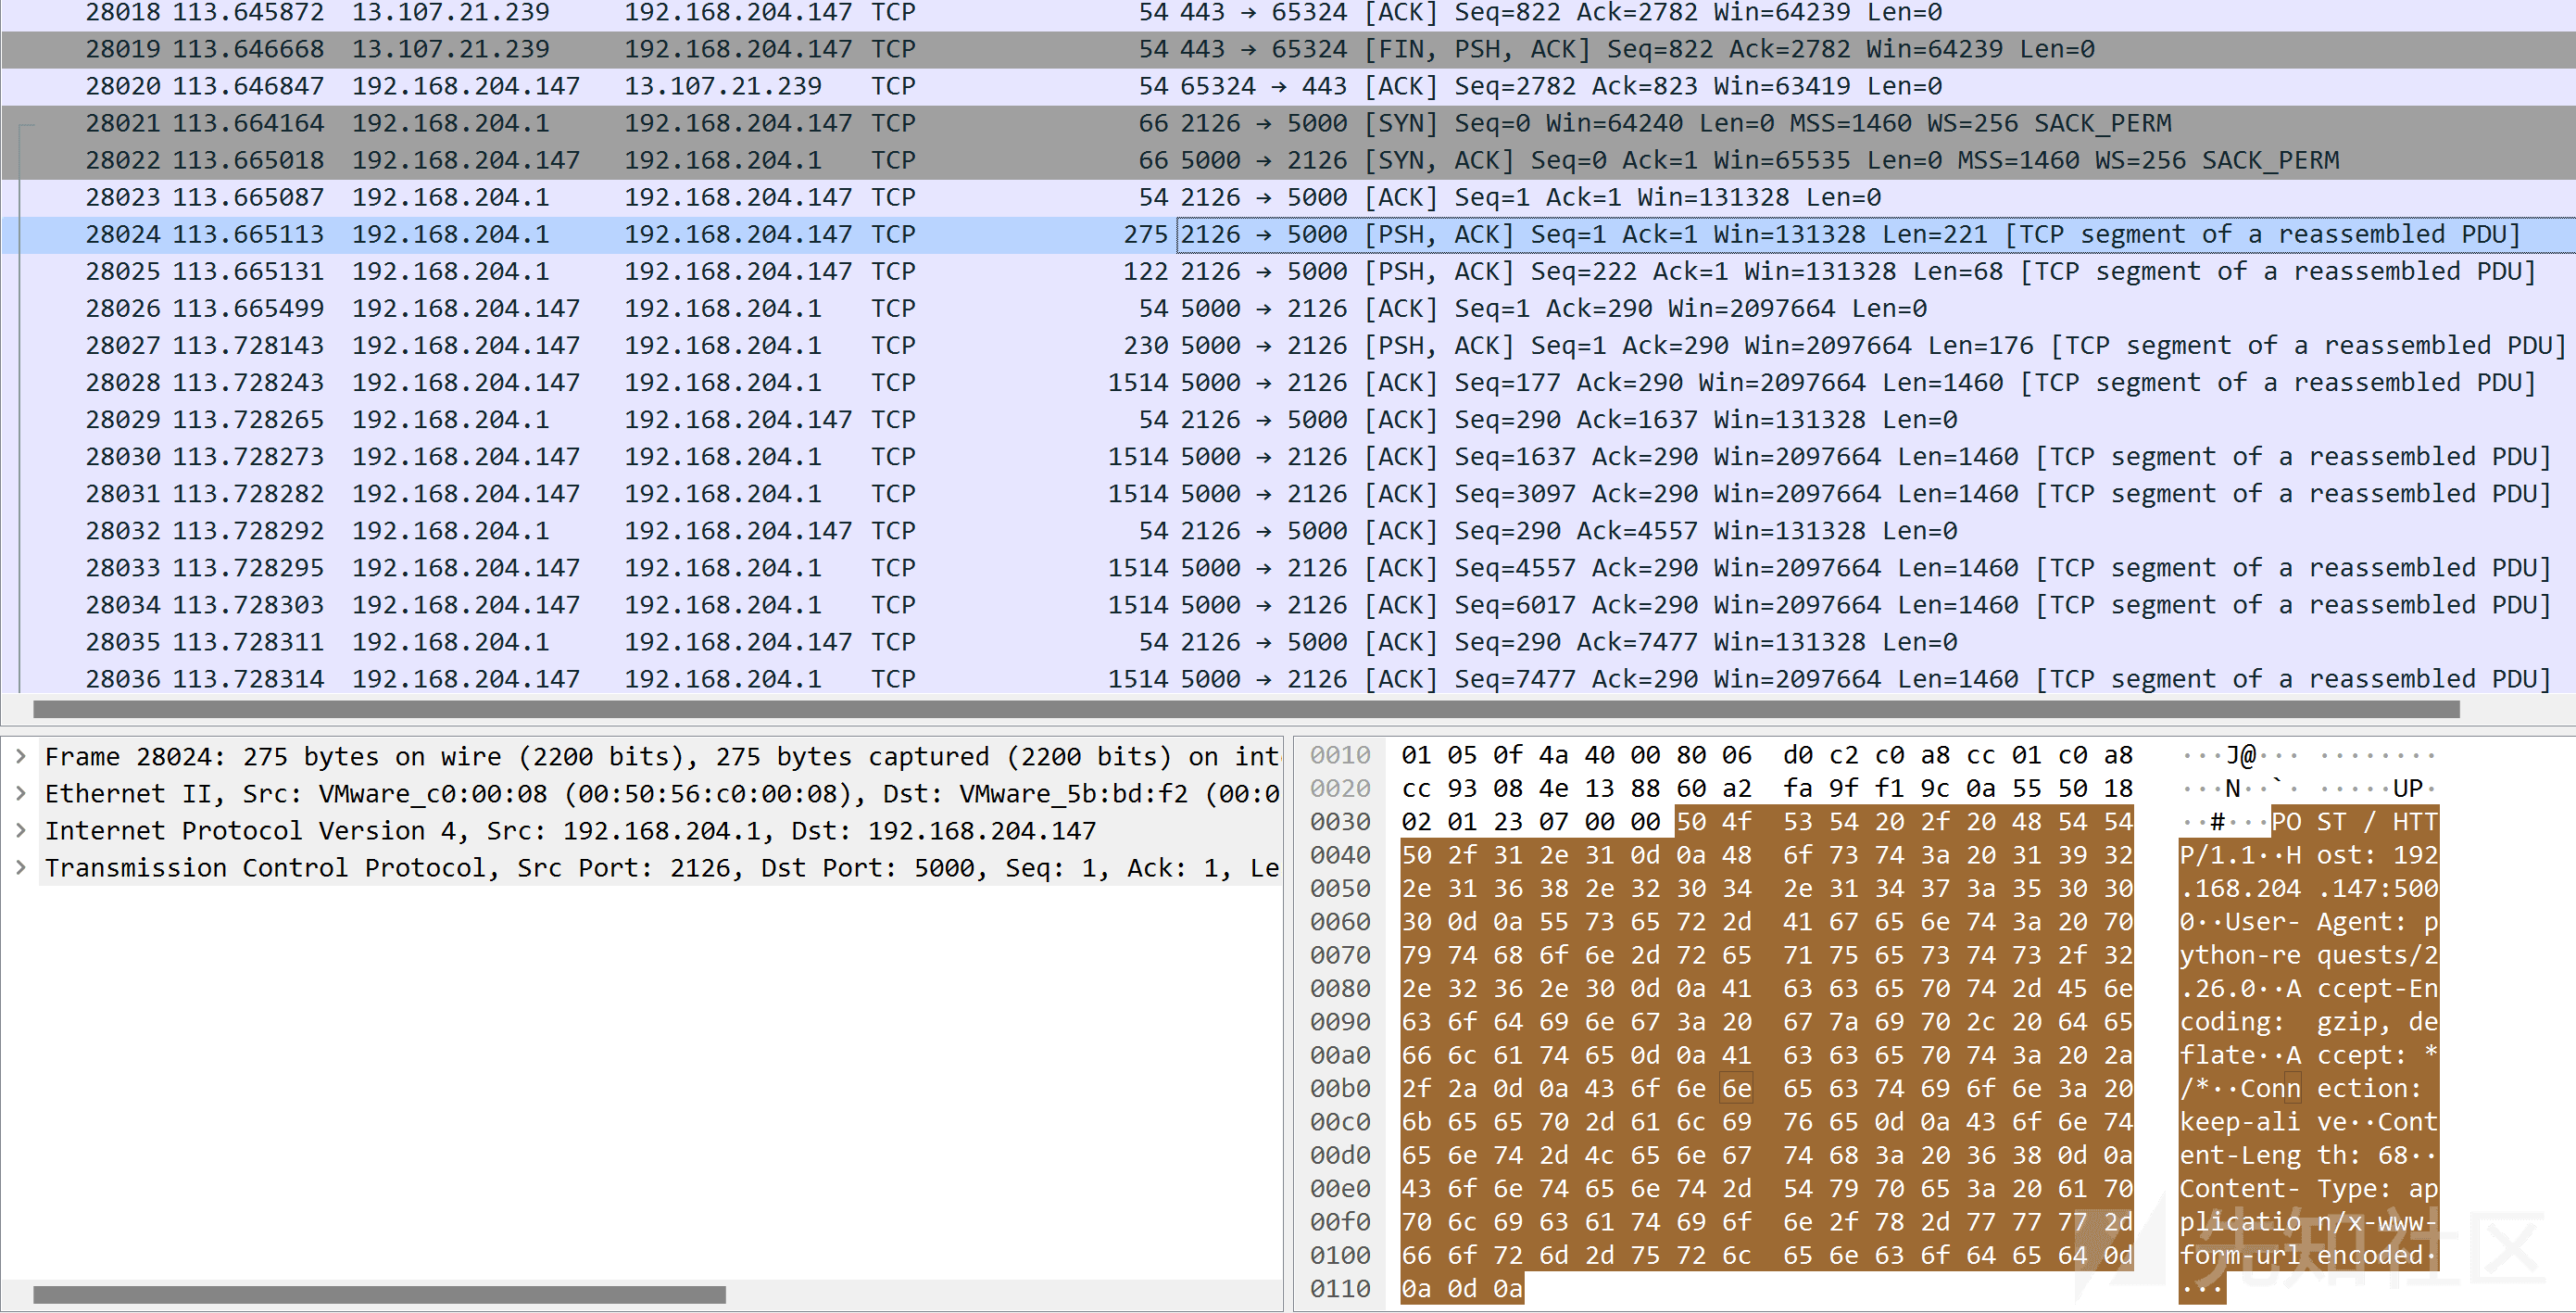 28018 113.645872 13.107.21.239 192.168.204.147 TCP 54 443 → 65324 [ACK] Seq=822 Ack=2782 Win=64239 Len=0
28019 113.646668 13.107.21.239 192.168.204.147 TCP 54 443 → 65324 [FIN, PSH, ACK] Seq=822 Ack=2782 Win=64239 Len=0
28020 113.646847 192.168.204.147 13.107.21.239 TCP 54 65324 → 443 [ACK] Seq=2782 Ack=823 Win=63419 Len=0
28021 113.664164 192.168.204.1 192.168.204.147 TCP 66 2126 → 5000 [SYN] Seq=0 Win=64240 Len=0 MSS=1460 WS=256 SACK_PERM
28022 113.665018 192.168.204.147 192.168.204.1 TCP 66 5000 → 2126 [SYN, ACK] Seq=0 Ack=1 Win=65535 Len=0 MSS=1460 WS=256 SACK_PERM
28023 113.665087 192.168.204.1 192.168.204.147 TCP 54 2126 → 5000 [ACK] Seq=1 Ack=1 Win=131328 Len=0
28024 113.665113 192.168.204.1 192.168.204.147 TCP 275 2126 → 5000 [PSH, ACK] Seq=1 Ack=1 Win=131328 Len=221 [TCP segment of a reassembled PDU]
28025 113.665131 192.168.204.1 192.168.204.147 TCP 122 2126 → 5000 [PSH, ACK] Seq=222 Ack=1 Win=131328 Len=68 [TCP segment of a reassembled PDU]
28026 113.665499 192.168.204.147 192.168.204.1 TCP 54 5000 → 2126 [ACK] Seq=1 Ack=290 Win=2097664 Len=0
28027 113.728143 192.168.204.147 192.168.204.1 TCP 230 5000 → 2126 [PSH, ACK] Seq=1 Ack=290 Win=2097664 Len=176 [TCP segment of a reassembled PDU]
28028 113.728243 192.168.204.147 192.168.204.1 TCP 1514 5000 → 2126 [ACK] Seq=177 Ack=290 Win=2097664 Len=1460 [TCP segment of a reassembled PDU]
28029 113.728265 192.168.204.1 192.168.204.147 TCP 54 2126 → 5000 [ACK] Seq=290 Ack=1637 Win=131328 Len=0
28030 113.728273 192.168.204.147 192.168.204.1 TCP 1514 5000 → 2126 [ACK] Seq=1637 Ack=290 Win=2097664 Len=1460 [TCP segment of a reassembled PDU]
28031 113.728282 192.168.204.147 192.168.204.1 TCP 1514 5000 → 2126 [ACK] Seq=3097 Ack=290 Win=2097664 Len=1460 [TCP segment of a reassembled PDU]
28032 113.728292 192.168.204.1 192.168.204.147 TCP 54 2126 → 5000 [ACK] Seq=290 Ack=4557 Win=131328 Len=0
28033 113.728295 192.168.204.147 192.168.204.1 TCP 1514 5000 → 2126 [ACK] Seq=4557 Ack=290 Win=2097664 Len=1460 [TCP segment of a reassembled PDU]
28034 113.728303 192.168.204.147 192.168.204.1 TCP 1514 5000 → 2126 [ACK] Seq=6017 Ack=290 Win=2097664 Len=1460 [TCP segment of a reassembled PDU]
28035 113.728311 192.168.204.1 192.168.204.147 TCP 54 2126 → 5000 [ACK] Seq=290 Ack=7477 Win=131328 Len=0
28036 113.728314 192.168.204.147 192.168.204.1 TCP 1514 5000 → 2126 [ACK] Seq=7477 Ack=290 Win=2097664 Len=1460 [TCP segment of a reassembled PDU]
Frame 28024: 275 bytes on wire (2200 bits), 275 bytes captured (2200 bits) on int
Ethernet II, Src: VMware_c0:00:08 (00:50:56:c0:00:08), Dst: VMware_5b:bd:f2 (00:0
Internet Protocol Version 4, Src: 192.168.204.1, Dst: 192.168.204.147
Transmission Control Protocol, Src Port: 2126, Dst Port: 5000, Seq: 1, Ack: 1, Le
0010 01 05 0f 4a 40 00 80 06 d0 c2 c0 a8 cc 01 c0 a8 ···J@··· ········
0020 cc 93 08 4e 13 88 60 a2 fa 9f f1 9c 0a 55 50 18 ···N··`· ·····UP·
0030 02 01 23 07 00 00 50 4f 53 54 20 2f 20 48 54 54 ··#···PO ST / HTT
0040 50 2f 31 2e 31 0d 0a 48 6f 73 74 3a 20 31 39 32 P/1.1··H ost: 192
0050 2e 31 36 38 2e 32 30 34 2e 31 34 37 3a 35 30 30 .168.204 .147:500
0060 30 0d 0a 55 73 65 72 2d 41 67 65 6e 74 3a 20 70 0··User- Agent: p
0070 79 74 68 6f 6e 2d 72 65 71 75 65 73 74 73 2f 32 ython-re quests/2
0080 2e 32 36 2e 30 0d 0a 41 63 63 65 70 74 2d 45 6e .26.0··A ccept-En
0090 63 6f 64 69 6e 67 3a 20 67 7a 69 70 2c 20 64 65 coding: gzip, de
00a0 66 6c 61 74 65 0d 0a 41 63 63 65 70 74 3a 20 2a flate··A ccept: *
00b0 2f 2a 0d 0a 43 6f 6e 6e 65 63 74 69 6f 6e 3a 20 /*··Conn ection:
00c0 6b 65 65 70 2d 61 6c 69 76 65 0d 0a 43 6f 6e 74 keep-ali ve··Cont
00d0 65 6e 74 2d 4c 65 6e 67 74 68 3a 20 36 38 0d 0a ent-Leng th: 68··
00e0 43 6f 6e 74 65 6e 74 2d 54 79 70 65 3a 20 61 70 Content- Type: ap
00f0 70 6c 69 63 61 74 69 6f 6e 2f 78 2d 77 77 77 2d plicatio n/x-www-
0100 66 6f 72 6d 2d 75 72 6c 65 6e 63 6f 64 65 64 0d form-url encoded·
0110 0a 0d 0a ···
先知社区